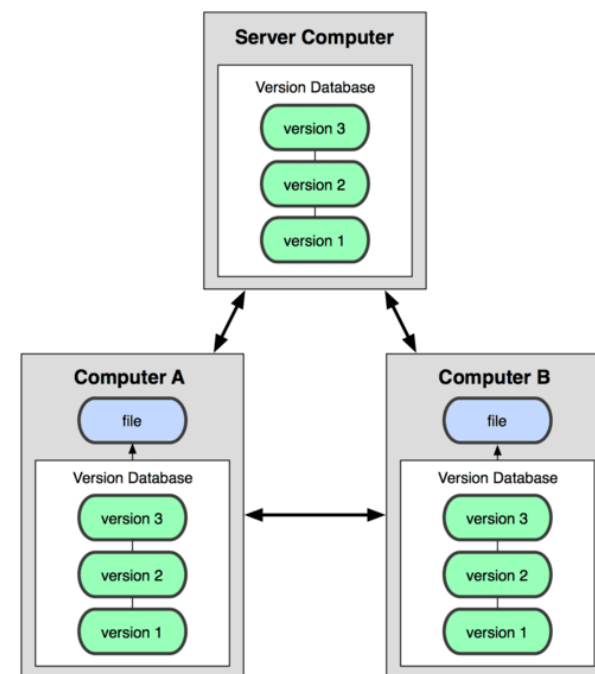 Server Computer
Version Database
version 3
version 2
version 1
Computer A
file
Version Database
version 3
version 2
version 1
Computer B
file
Version Database
version 3
version 2
version 1